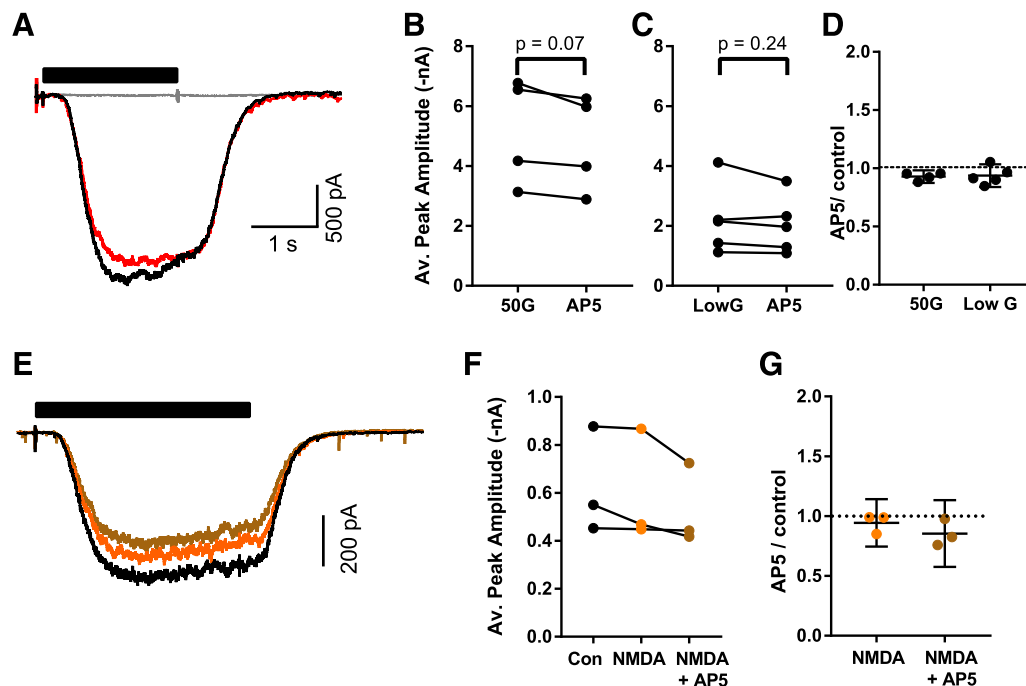 A
500 pA
1 s
B
Av. Peak Amplitude (-nA)
8
6
4
2
0
p = 0.07
50G
AP5
C
8
6
4
2
0
p = 0.24
LowG
AP5
D
AP5/ control
2.0
1.5
1.0
0.5
0.0
50G
Low G
E
200 pA
F
Av. Peak Amplitude (-nA)
1.0
0.8
0.6
0.4
0.2
0.0
Con
NMDA
NMDA
+ AP5
G
AP5 / control
2.0
1.5
1.0
0.5
0.0
NMDA
NMDA
+ AP5